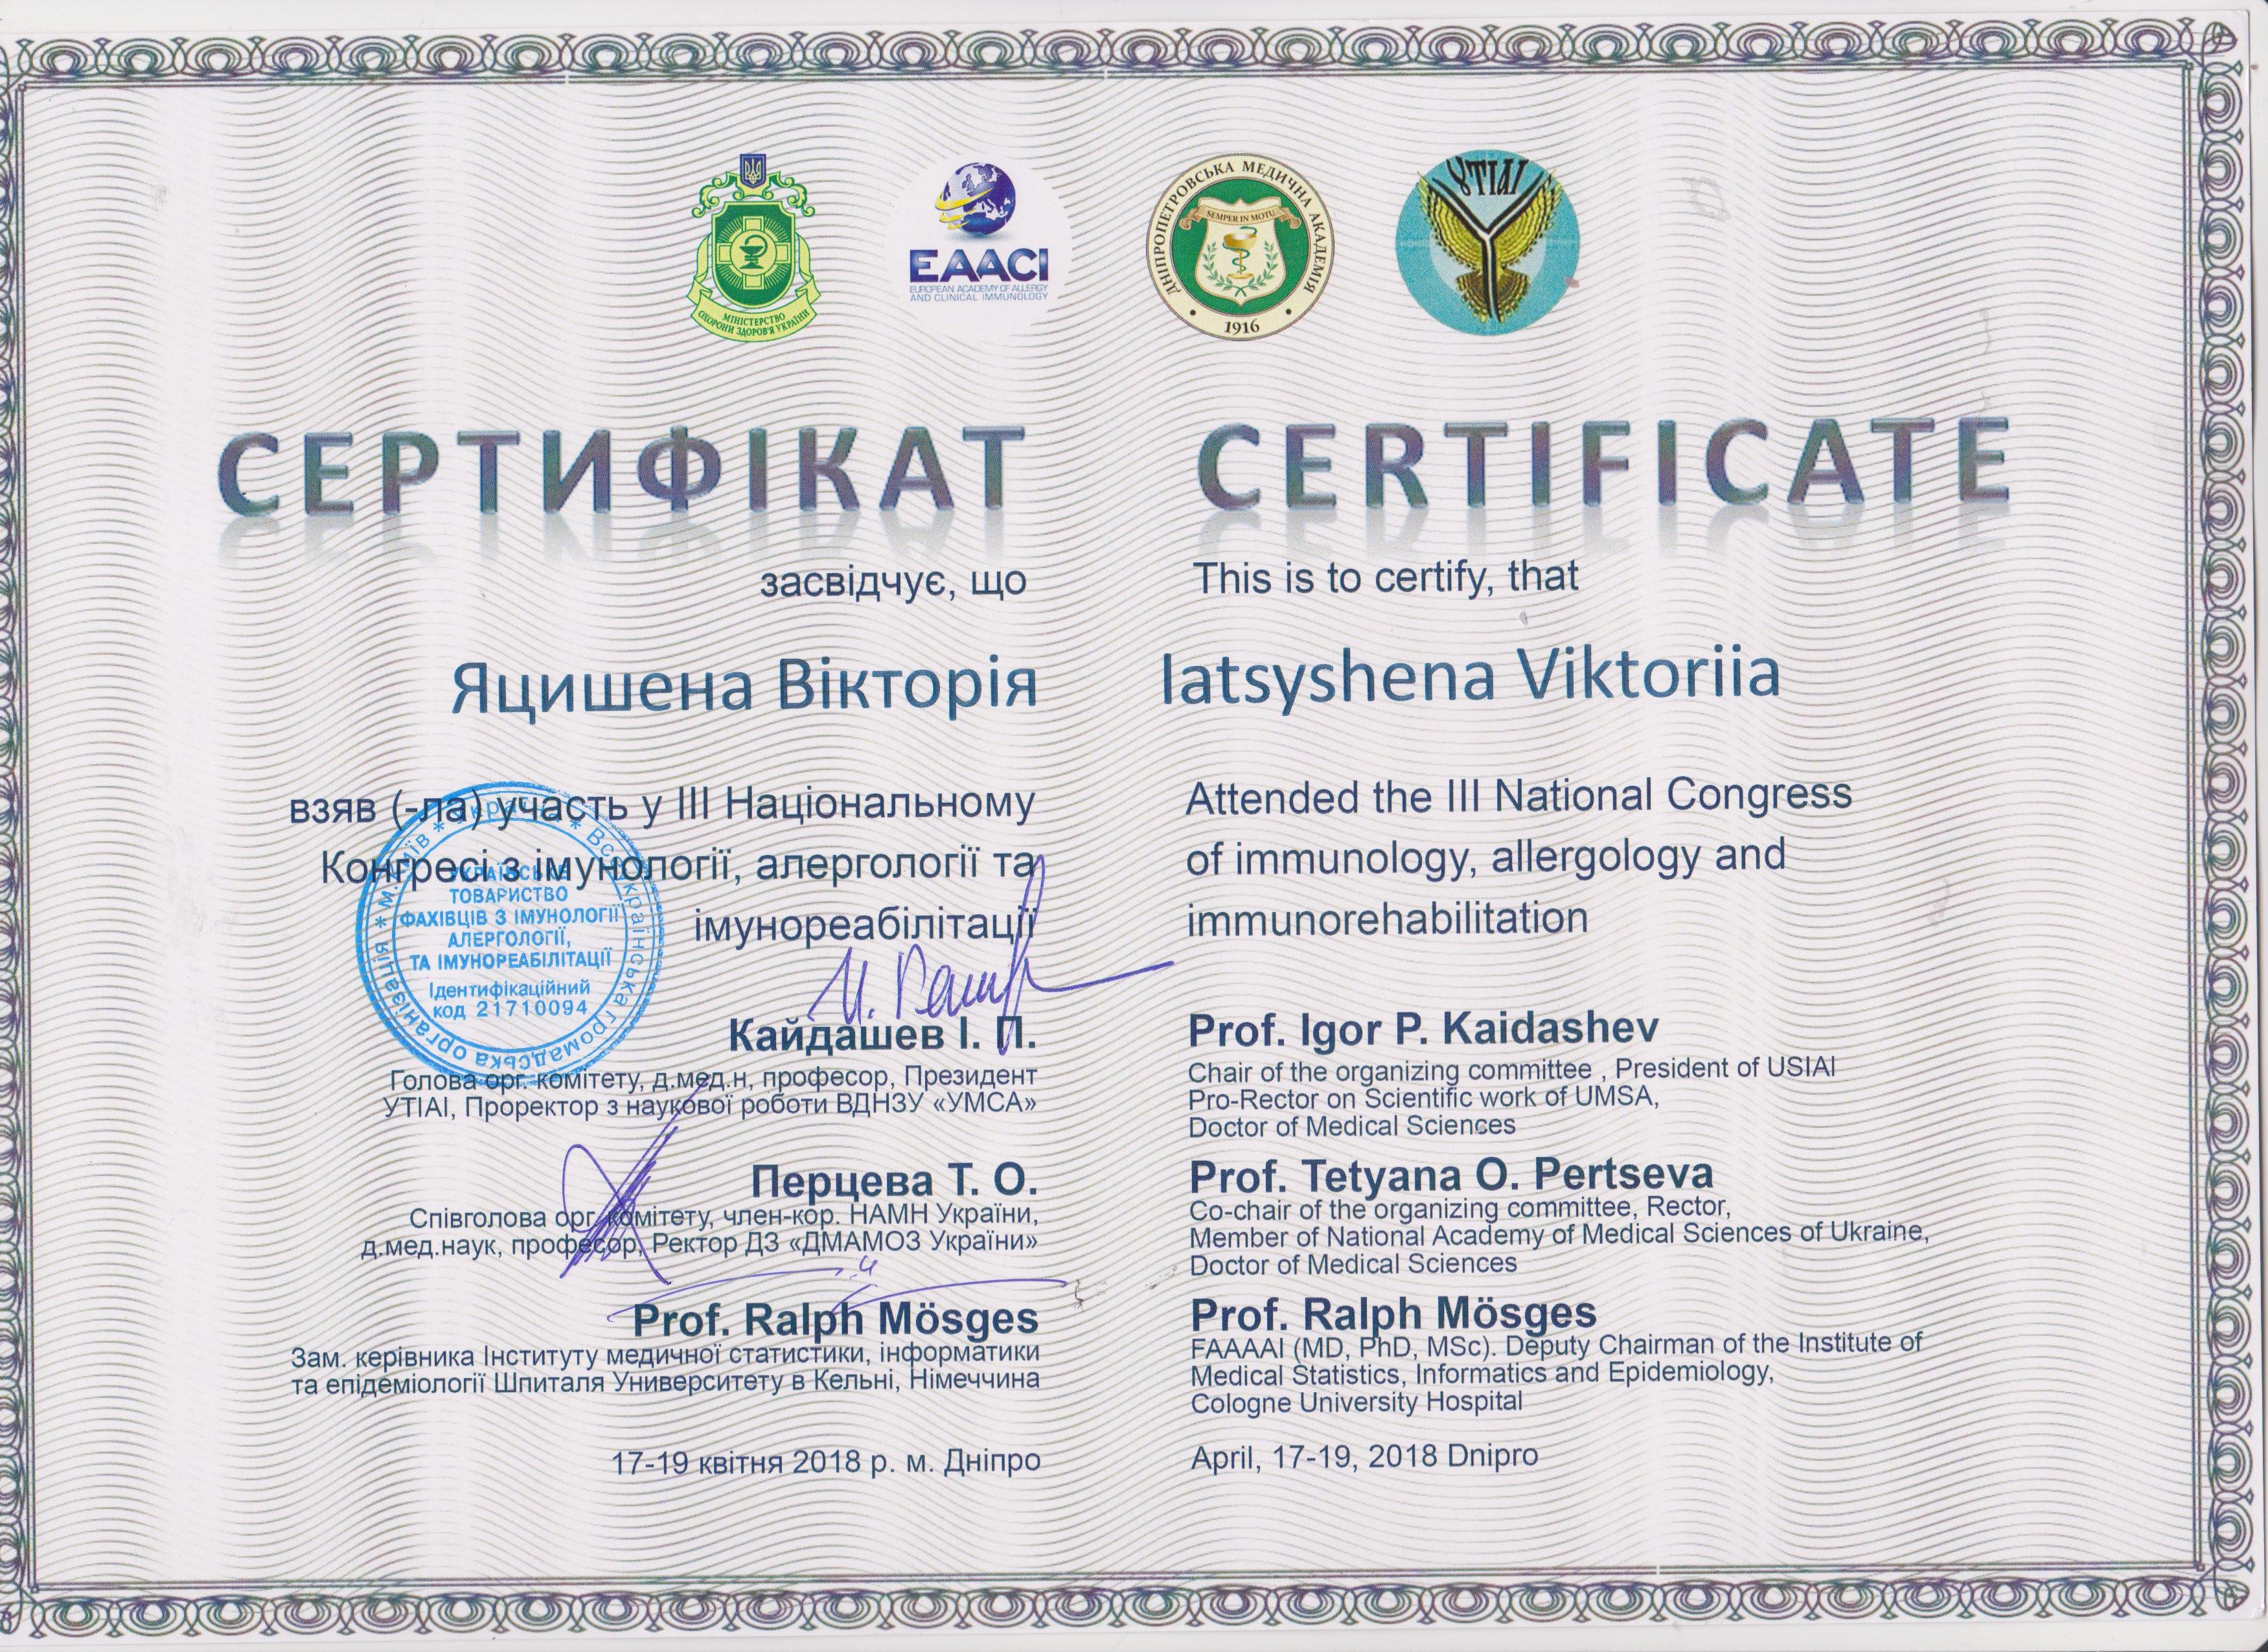 МІНІСТЕРСТВО
ОХОРОНИ ЗДОРОВ'Я УКРАЇНИ
EAACI
EUROPEAN ACADEMY OF ALLERGY
AND CLINICAL IMMUNOLOGY
ДНІПРОПЕТРОВСЬКА МЕДИЧНА АКАДЕМІЯ
SEMPER IN MOTU
1916
УТІАІ
СЕРТИФІКАТ
засвідчує, що
Яцишена Вікторія
взяв (-ла) участь у III Національному
Конгресі з імунології, алергології та
імунореабілітації
м. Київ * Україна * Всеукраїнська громадська організація *
УКРАЇНСЬКЕ
ТОВАРИСТВО
ФАХІВЦІВ З ІМУНОЛОГІЇ
АЛЕРГОЛОГІЇ,
ТА ІМУНОРЕАБІЛІТАЦІЇ
Ідентифікаційний
код 21710094
Кайдашев І. П.
Голова орг. комітету, д.мед.н, професор, Президент
УТІАІ, Проректор з наукової роботи ВДНЗУ «УМСА»
Перцева Т. О.
Співголова орг.комітету, член-кор. НАМН України,
д.мед.наук, професор, Ректор ДЗ «ДМАМОЗ України»
Prof. Ralph Mösges
Зам. керівника Інституту медичної статистики, інформатики
та епідеміології Шпиталя Университету в Кельні, Німеччина
17-19 квітня 2018 р. м. Дніпро
CERTIFICATE
This is to certify, that
Iatsyshena Viktoriia
Attended the III National Congress
of immunology, allergology and
immunorehabilitation
Prof. Igor P. Kaidashev
Chair of the organizing committee , President of USIAI
Pro-Rector on Scientific work of UMSA,
Doctor of Medical Sciences
Prof. Tetyana O. Pertseva
Co-chair of the organizing committee, Rector,
Member of National Academy of Medical Sciences of Ukraine,
Doctor of Medical Sciences
Prof. Ralph Mösges
FAAAAI (MD, PhD, MSc). Deputy Chairman of the Institute of
Medical Statistics, Informatics and Epidemiology,
Cologne University Hospital
April, 17-19, 2018 Dnipro